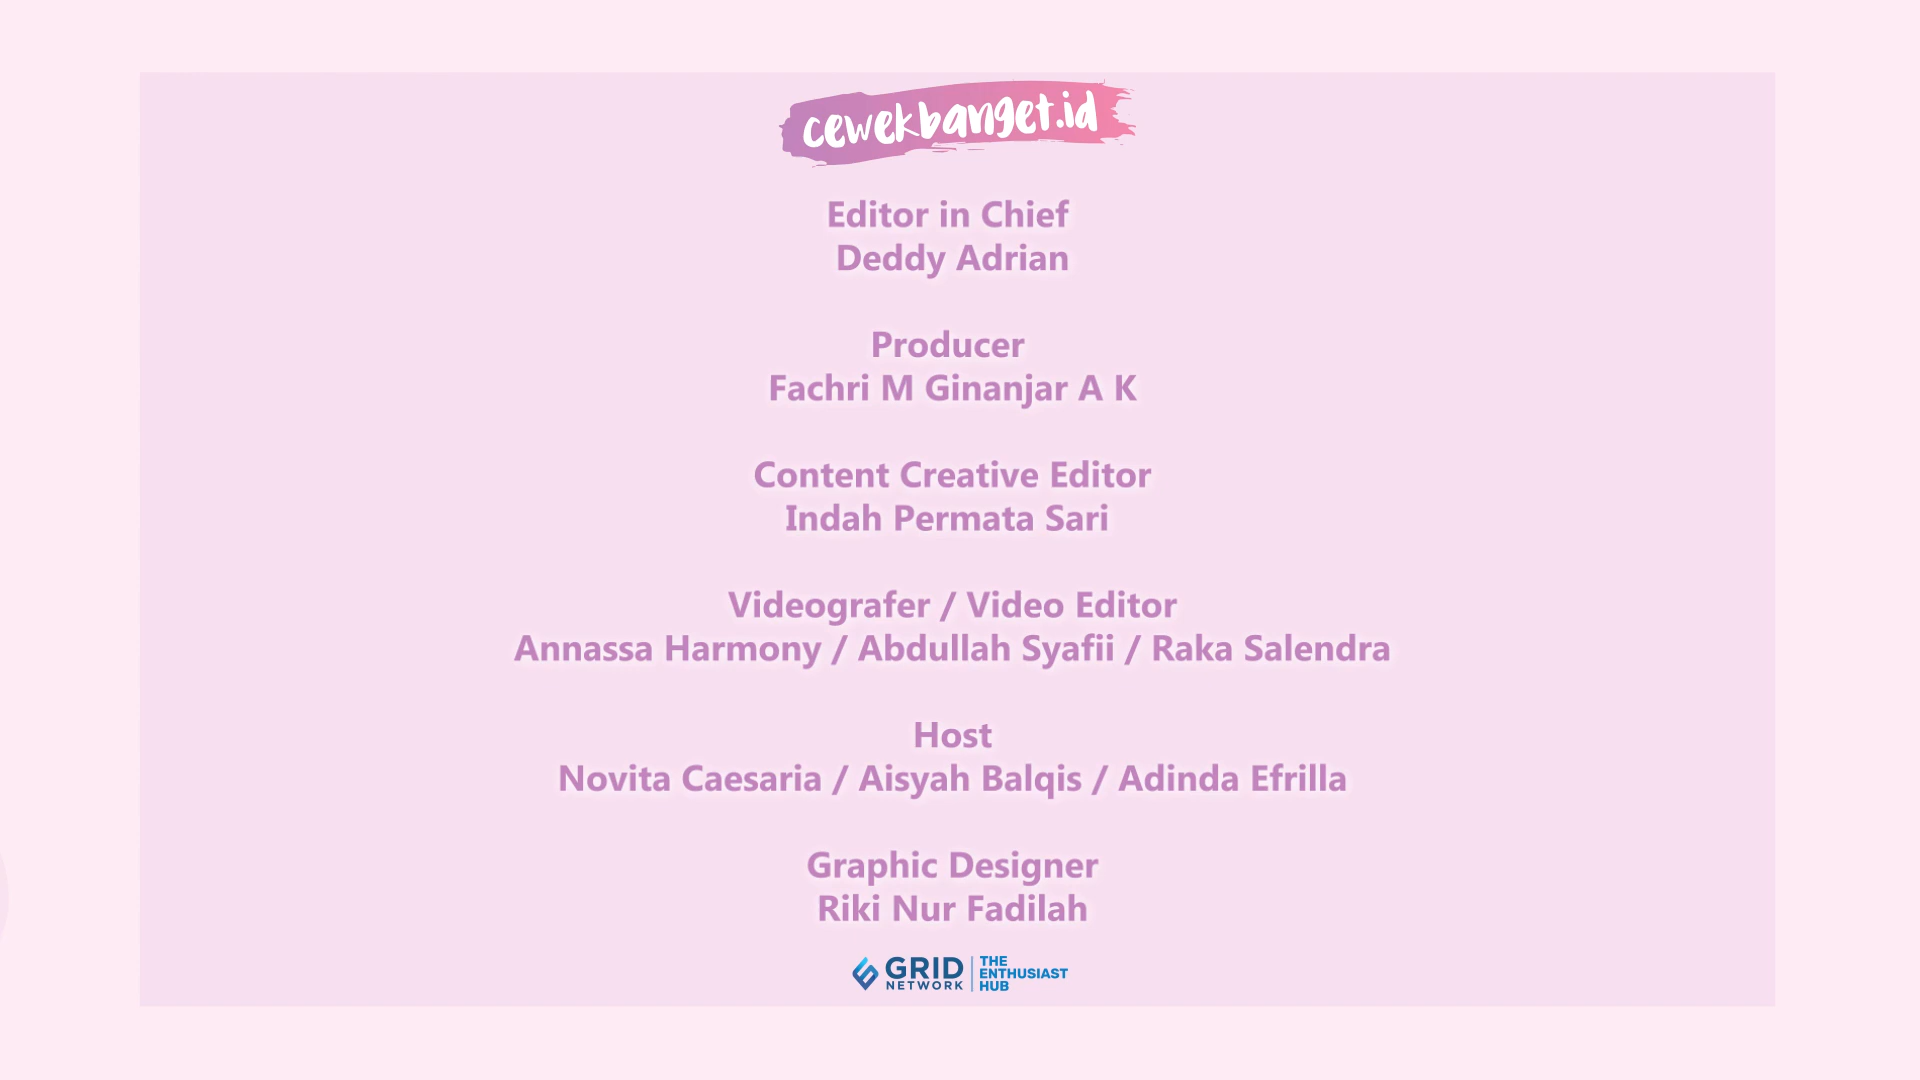 cewekbanget.id
Editor in Chief
Deddy Adrian
Producer
Fachri M Ginanjar A K
Content Creative Editor
Indah Permata Sari
Videografer / Video Editor
Annassa Harmony / Abdullah Syafii / Raka Salendra
Host
Novita Caesaria / Aisyah Balqis / Adinda Efrilla
Graphic Designer
Riki Nur Fadilah
GRID
NETWORK
THE
ENTHUSIAST
HUB